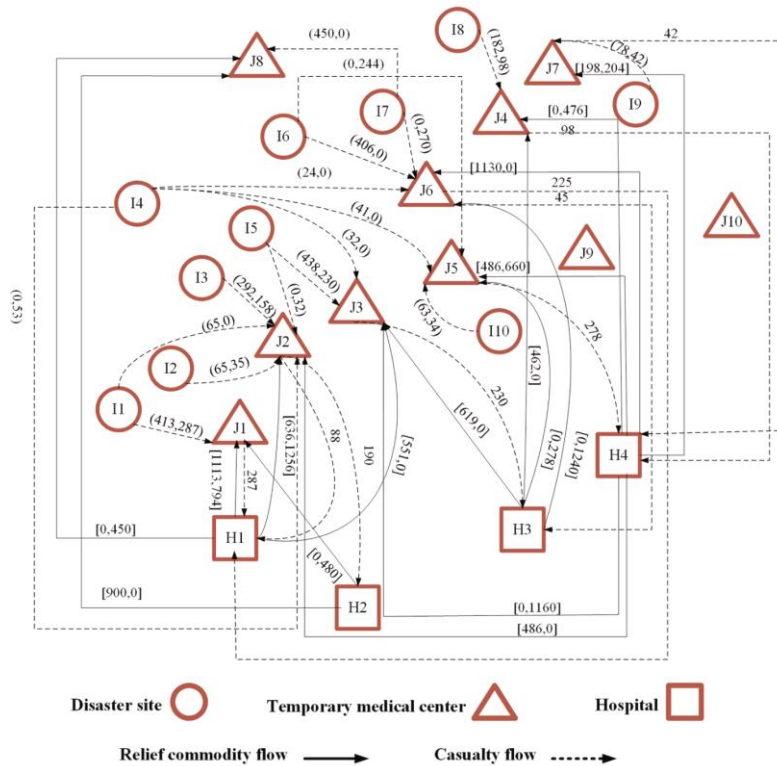 I8
42
(450,0)
(182,98)
J8
(78,42)
J7
(0,244)
[198,204]
I7
I9
[0,476]
J4
I6
98
(0,270)
(406,0)
[1130,0]
J6
225
(24,0)
45
I4
J10
(41,0)
I5
(32,0)
J9
J5
[486,660]
(438,230)
I3
(292,158)
J3
(0,32)
(0,53)
(63,34)
I10
278
(65,0)
J2
I2
(65,35)
[462,0]
I1
230
(413,287)
J1
[636,1256]
88
190
[551,0]
[619,0]
[0,278]
[0,1240]
H4
[1113,794]
287
H1
H3
[0,450]
[0,480]
[900,0]
H2
[0,1160]
[486,0]
Disaster site
Temporary medical center
Hospital
Relief commodity flow
Casualty flow